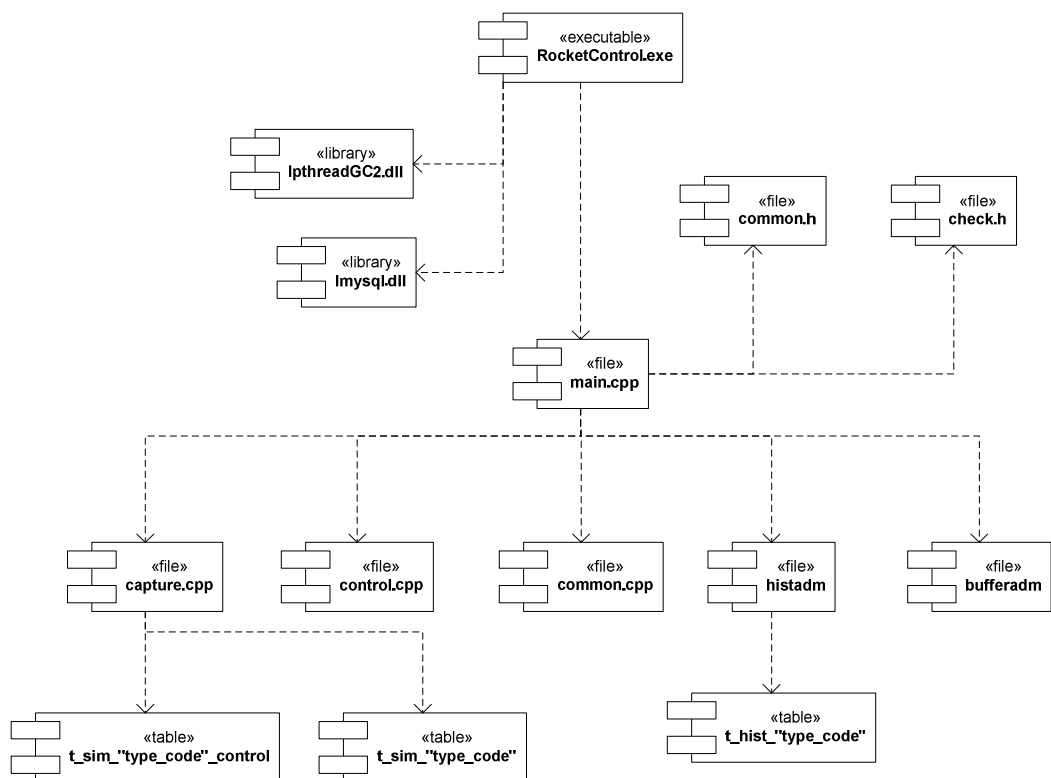 «executable»
RocketControl.exe
«library»
lpthreadGC2.dll
«file»
common.h
«file»
check.h
«library»
lmysql.dll
«file»
main.cpp
«file»
capture.cpp
«file»
control.cpp
«file»
common.cpp
«file»
histadm
«file»
bufferadm
«table»
t_sim_"type_code"_control
«table»
t_sim_"type_code"
«table»
t_hist_"type_code"